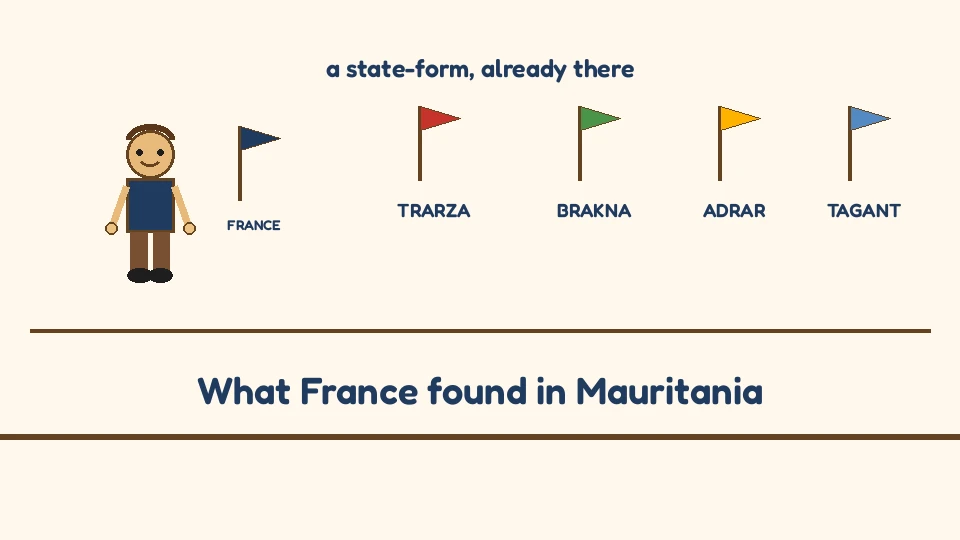 a state-form, already there
FRANCE
TRARZA
BRAKNA
ADRAR
TAGANT
What France found in Mauritania